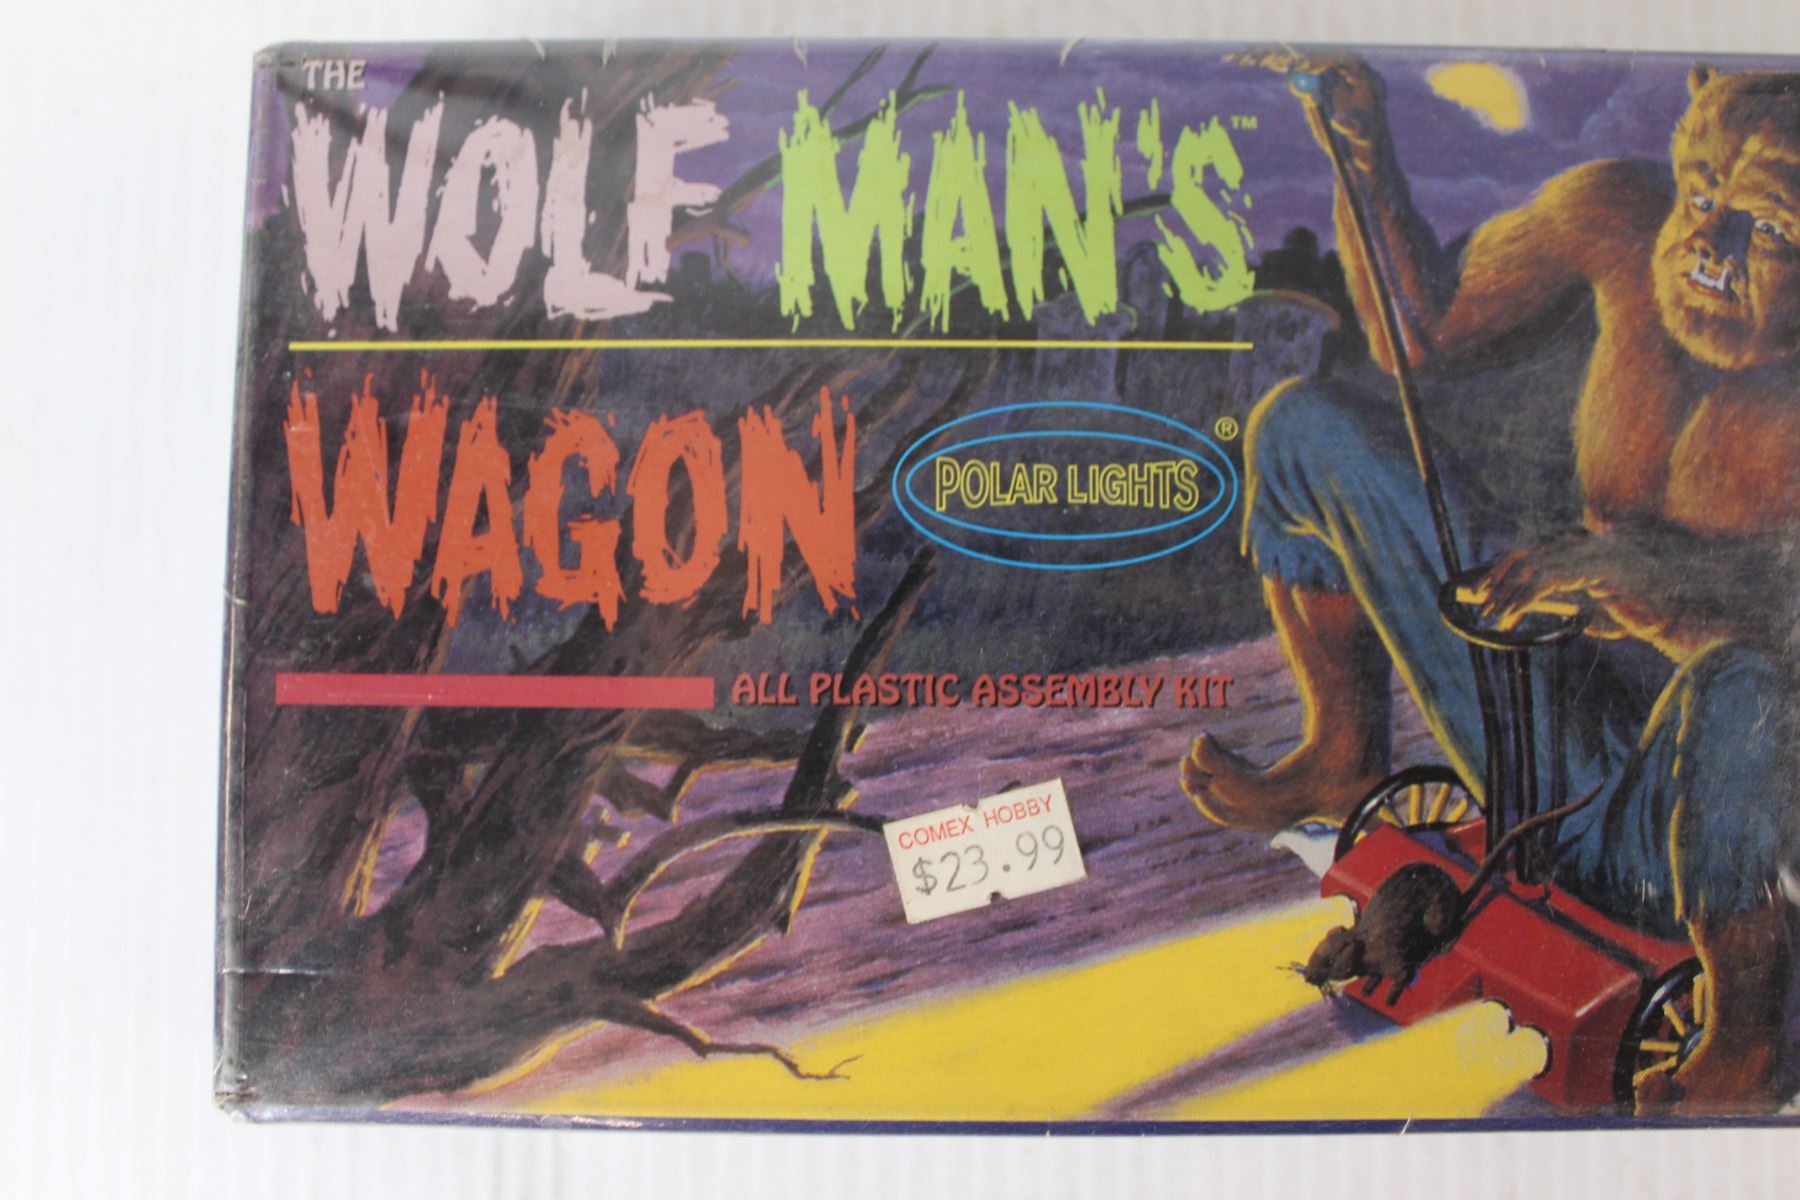 THE
WOLF MAN'S™
WAGON
POLAR LIGHTS®
ALL PLASTIC ASSEMBLY KIT
COMEX HOBBY
$23.99